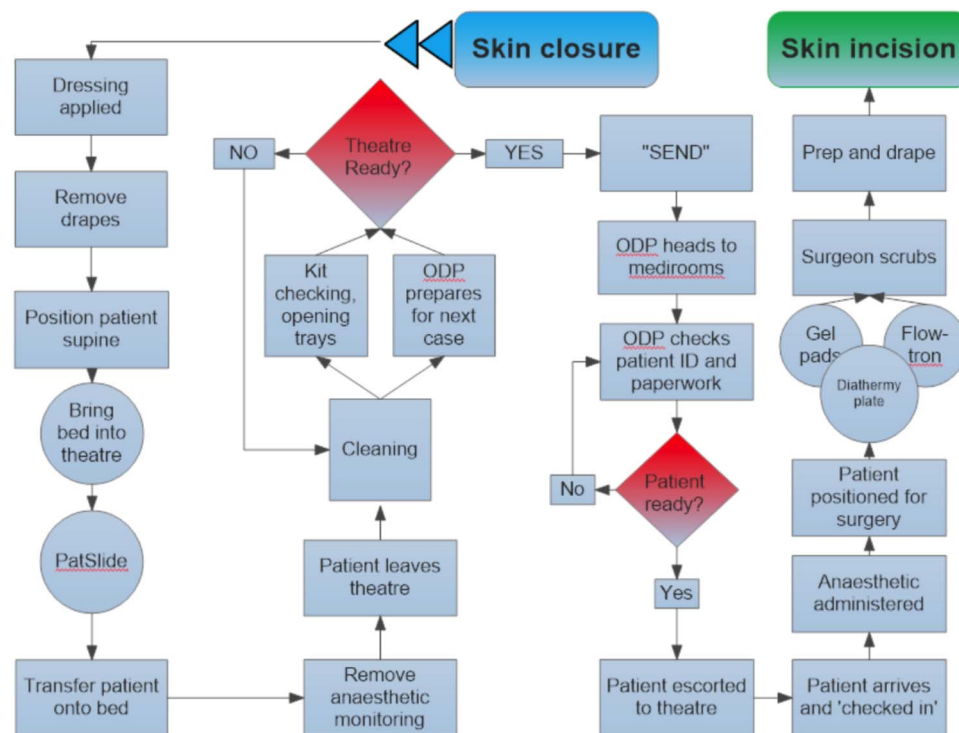 Skin closure
Dressing
applied
Remove
drapes
Position patient
supine
Bring
bed into
theatre
PatSlide
Transfer patient
onto bed
Remove
anaesthetic
monitoring
Patient leaves
theatre
Cleaning
Kit
checking,
opening
trays
ODP
prepares
for next
case
Theatre
Ready?
NO
YES
"SEND"
ODP heads to
medirooms
ODP checks
patient ID and
paperwork
Patient
ready?
No
Yes
Patient escorted
to theatre
Patient arrives
and 'checked in'
Anaesthetic
administered
Patient
positioned for
surgery
Diathermy
plate
Gel
pads
Flow-
tron
Surgeon scrubs
Prep and drape
Skin incision